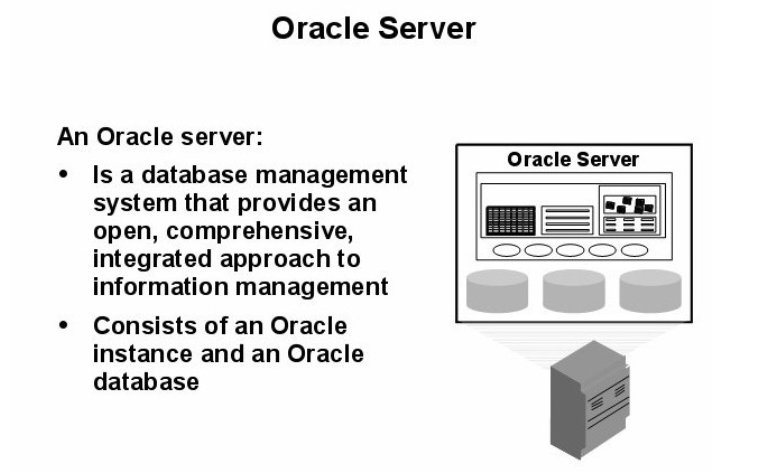 Oracle Server
An Oracle server:
• Is a database management
system that provides an
open, comprehensive,
integrated approach to
information management
• Consists of an Oracle
instance and an Oracle
database
Oracle Server